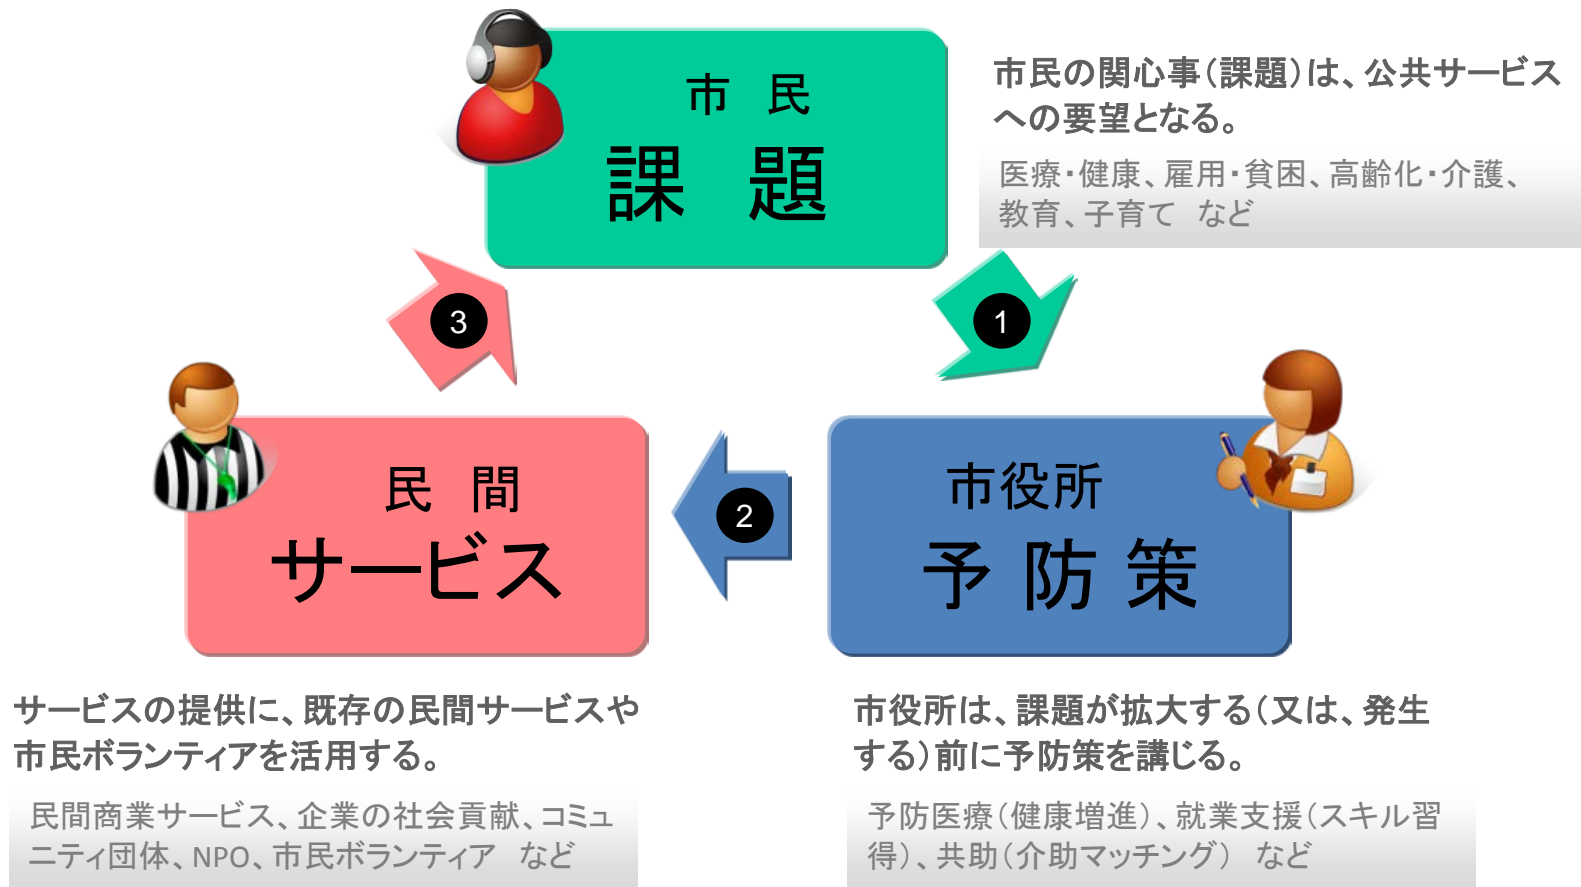 市 民
課 題
市民の関心事（課題）は、公共サービス
への要望となる。
医療・健康、雇用・貧困、高齢化・介護、
教育、子育て など
1
3
市役所
予 防 策
2
民 間
サービス
サービスの提供に、既存の民間サービスや
市民ボランティアを活用する。
民間商業サービス、企業の社会貢献、コミュ
ニティ団体、NPO、市民ボランティア など
市役所は、課題が拡大する（又は、発生
する）前に予防策を講じる。
予防医療（健康増進）、就業支援（スキル習
得）、共助（介助マッチング） など